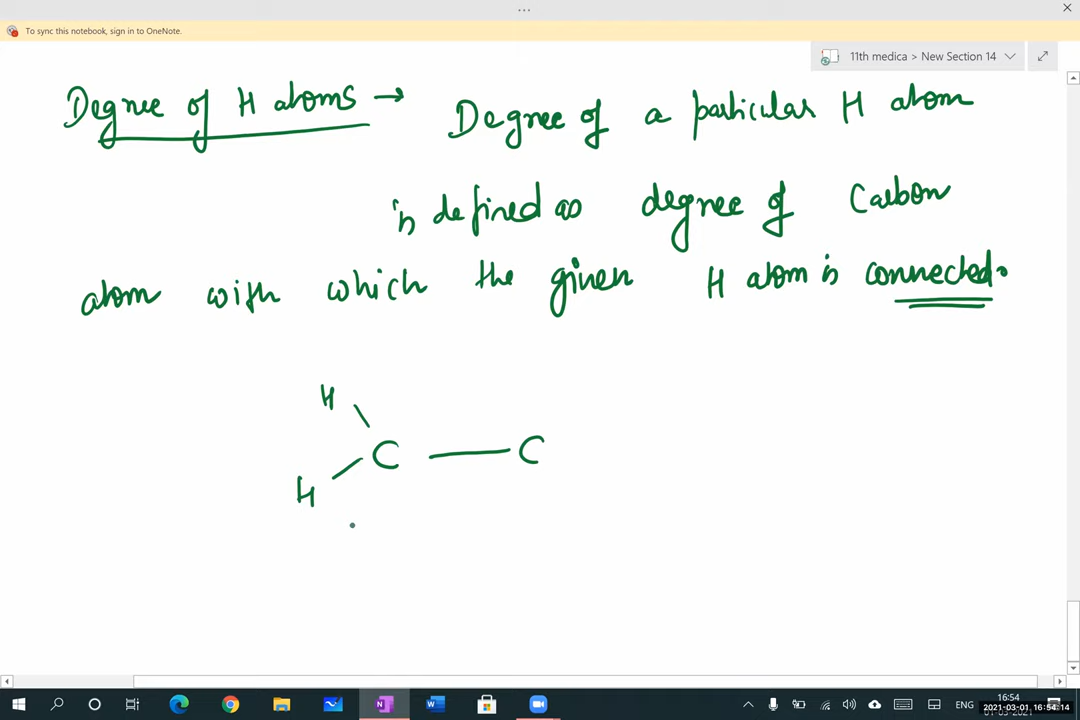 To sync this notebook, sign in to OneNote.
11th medica > New Section 14
Degree of H atoms → Degree of a particular H atom
is defined as degree of Carbon
atom with which the given H atom is connected.
H
C — C
H
ENG
16:54
2021-03-01 16:54:14